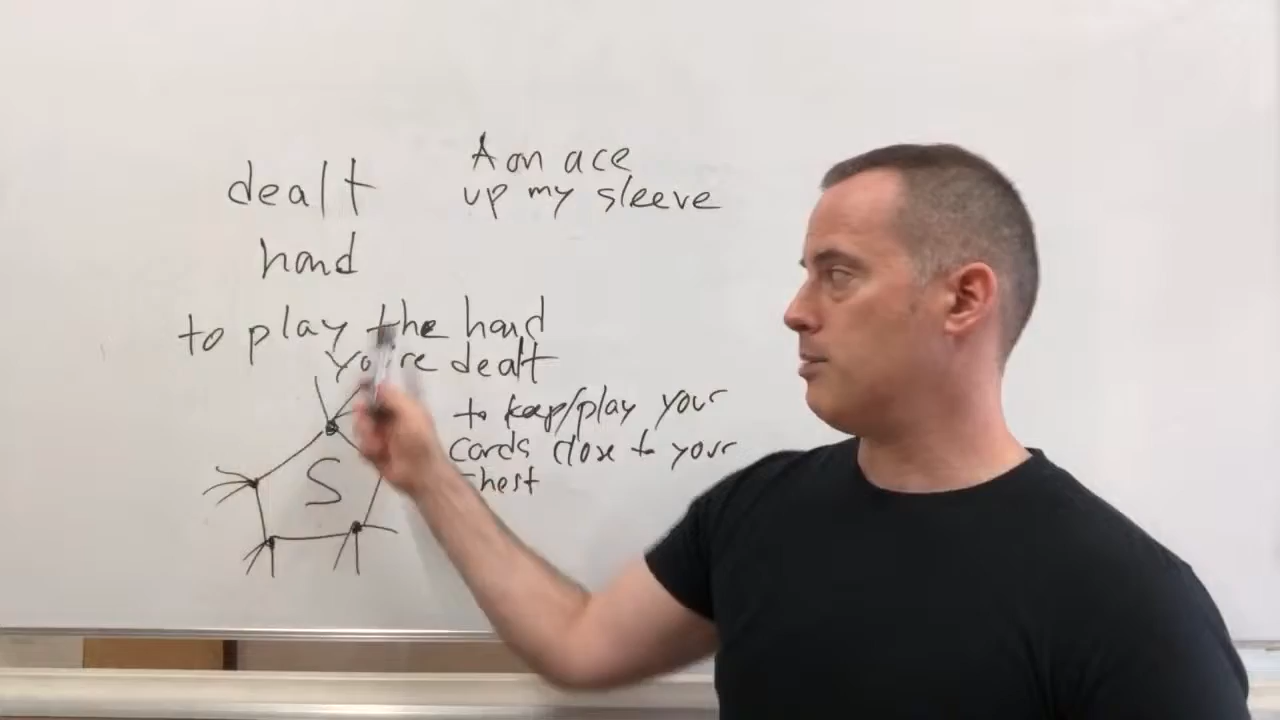 dealt
hand
to play the hand
you're dealt
A an ace
up my sleeve
to keep/play your
cards close to your
chest
S